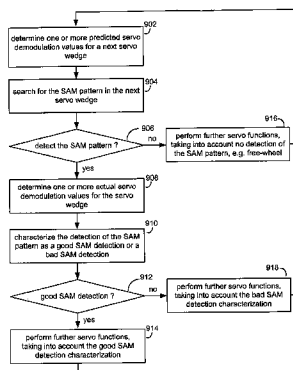 902
determine one or more predicted servo
demodulation values for a next servo
wedge
904
search for the SAM pattern in the next
servo wedge
906
detect the SAM pattern ?
no
yes
916
perform further servo functions,
taking into account no detection of
the SAM pattern, e.g. free-wheel
908
determine one or more actual servo
demodulation values for the servo
wedge
910
characterize the detection of the SAM
pattern as a good SAM detection or a
bad SAM detection
912
good SAM detection ?
no
yes
918
perform further servo functions,
taking into account the bad SAM
detection characterization
914
perform further servo functions,
taking into account the good SAM
detection characterization